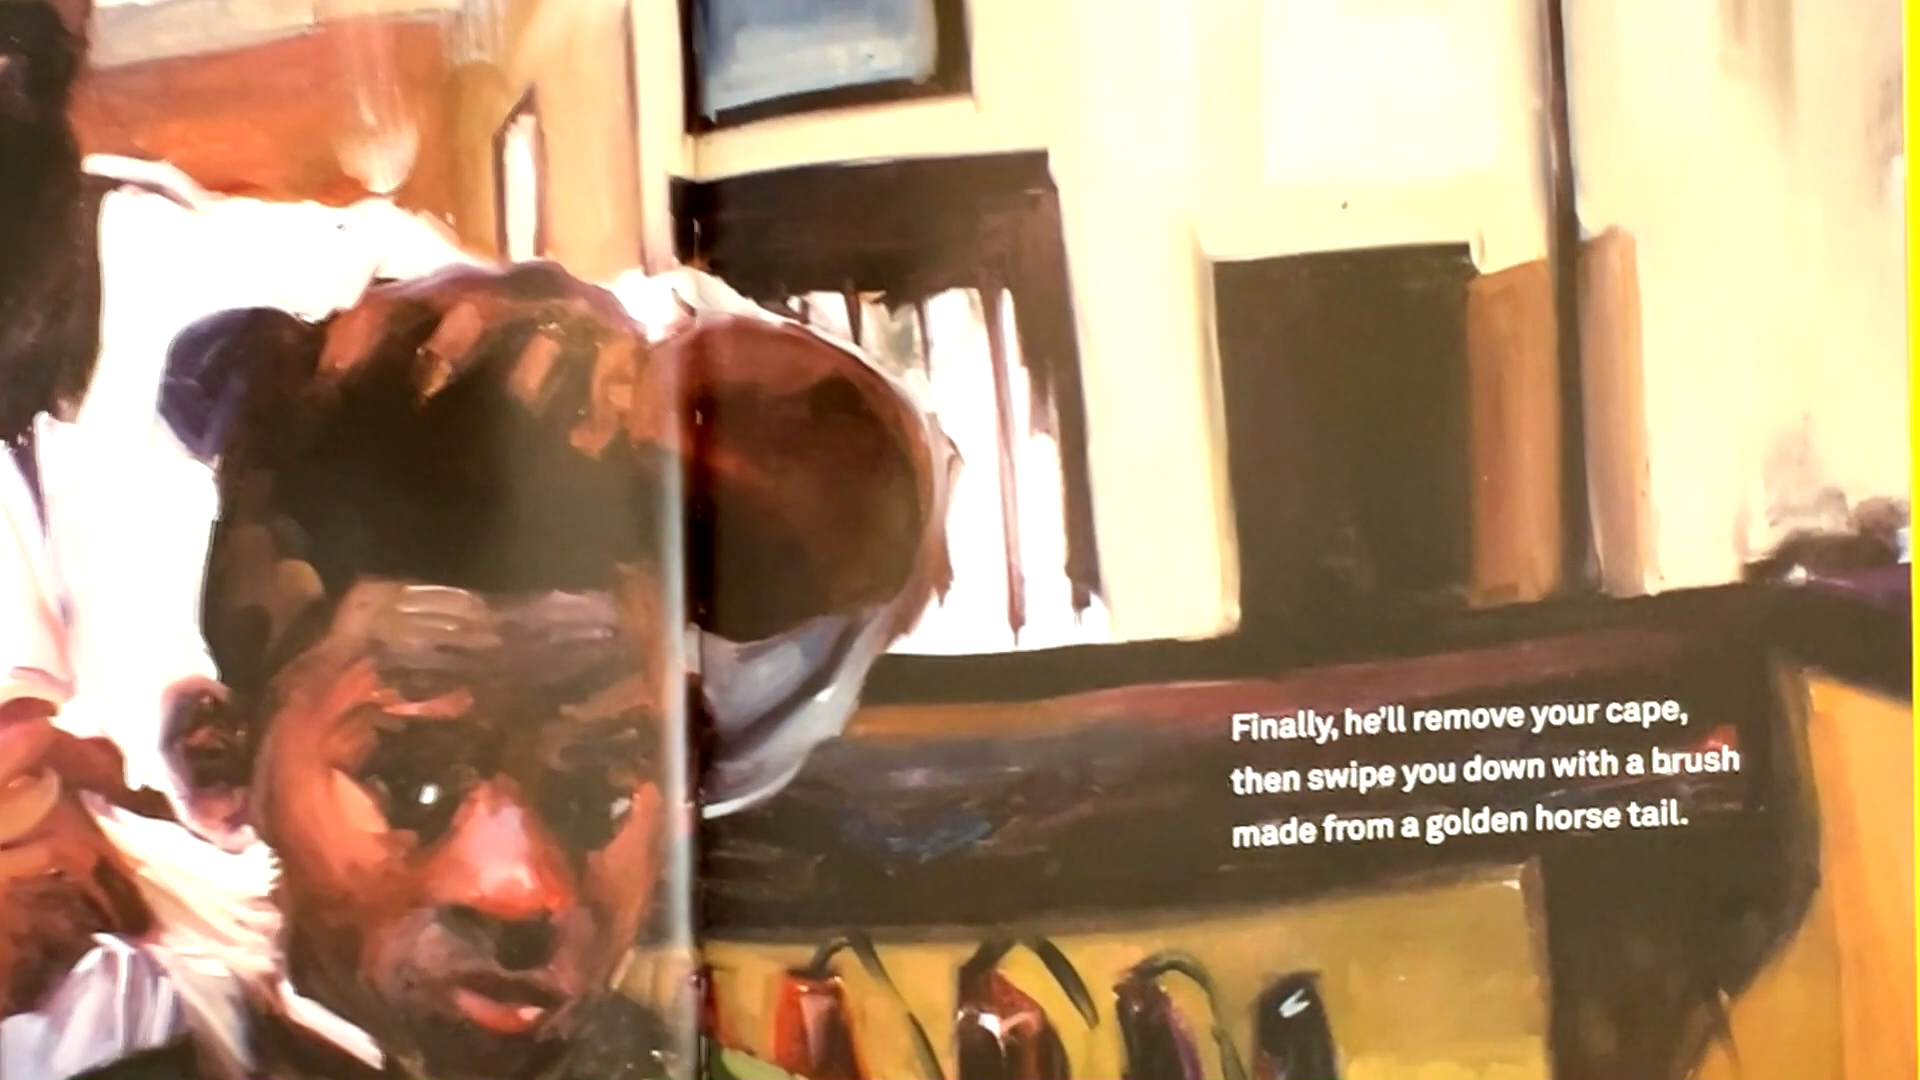 Finally, he'll remove your cape,
then swipe you down with a brush
made from a golden horse tail.